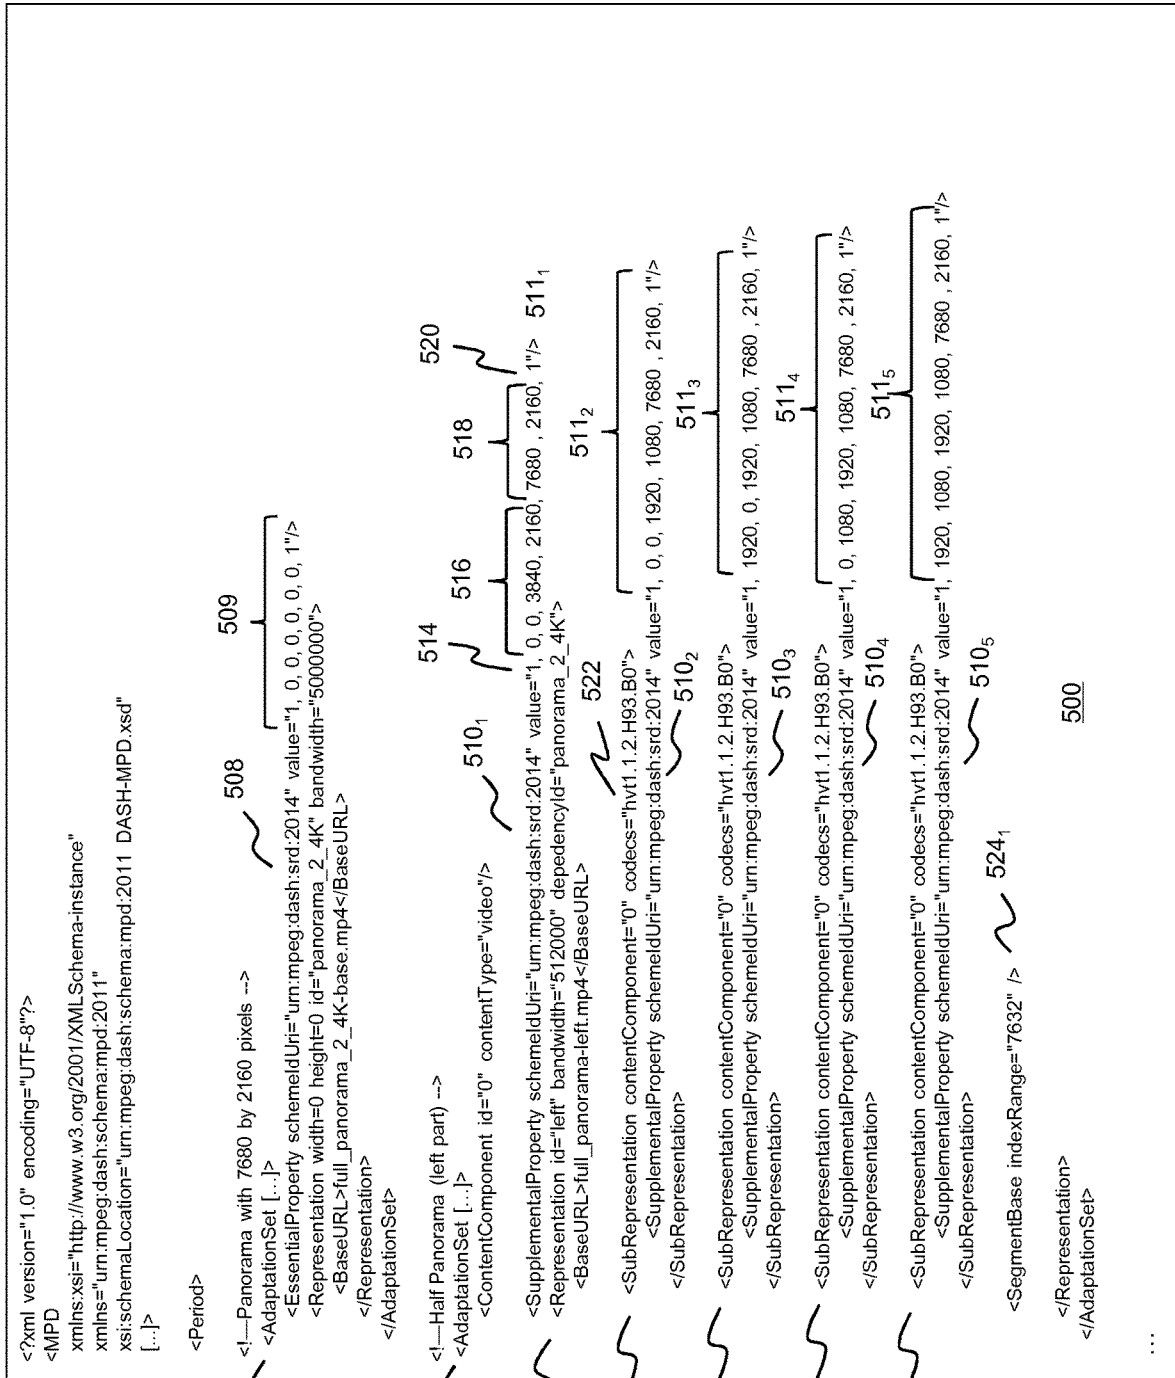 <?xml version="1.0" encoding="UTF-8"?>
<MPD
xmlns:xsi="http://www.w3.org/2001/XMLSchema-instance"
xmlns="urn:mpeg:dash:schema:mpd:2011"
xsi:schemaLocation="urn:mpeg:dash:schema:mpd:2011 DASH-MPD.xsd"
[...]>
<Period>
509
508
<!—Panorama with 7680 by 2160 pixels -->
<AdaptationSet [...]>
<EssentialProperty schemeIdUri="urn:mpeg:dash:srd:2014" value="1, 0, 0, 0, 0, 0, 0, 1"/>
<Representation width=0 height=0 id="panorama_2_4K" bandwidth="5000000">
<BaseURL>full_panorama_2_4K-base.mp4</BaseURL>
</Representation>
</AdaptationSet>
514 516 518 520
<!—Half Panorama (left part) -->
<AdaptationSet [...]>
<ContentComponent id="0" contentType="video"/> 510₁
<SupplementalProperty schemeIdUri="urn:mpeg:dash:srd:2014" value="1, 0, 0, 3840, 2160, 7680 , 2160, 1"/> 511₁
<Representation id="left" bandwidth="512000" depedencyId="panorama_2_4K">
<BaseURL>full_panorama-left.mp4</BaseURL>
511₂
522
<SubRepresentation contentComponent="0" codecs="hvt1.1.2.H93.B0">
<SupplementalProperty schemeIdUri="urn:mpeg:dash:srd:2014" value="1, 0, 0, 1920, 1080, 7680 , 2160, 1"/>
</SubRepresentation> 510₂
511₃
<SubRepresentation contentComponent="0" codecs="hvt1.1.2.H93.B0">
<SupplementalProperty schemeIdUri="urn:mpeg:dash:srd:2014" value="1, 1920, 0, 1920, 1080, 7680 , 2160, 1"/>
</SubRepresentation> 510₃
511₄
<SubRepresentation contentComponent="0" codecs="hvt1.1.2.H93.B0">
<SupplementalProperty schemeIdUri="urn:mpeg:dash:srd:2014" value="1, 0, 1080, 1920, 1080, 7680 , 2160, 1"/>
</SubRepresentation> 510₄
511₅
<SubRepresentation contentComponent="0" codecs="hvt1.1.2.H93.B0">
<SupplementalProperty schemeIdUri="urn:mpeg:dash:srd:2014" value="1, 1920, 1080, 1920, 1080, 7680 , 2160, 1"/>
</SubRepresentation> 510₅
<SegmentBase indexRange="7632" /> 524₁
</Representation>
</AdaptationSet>
500
...